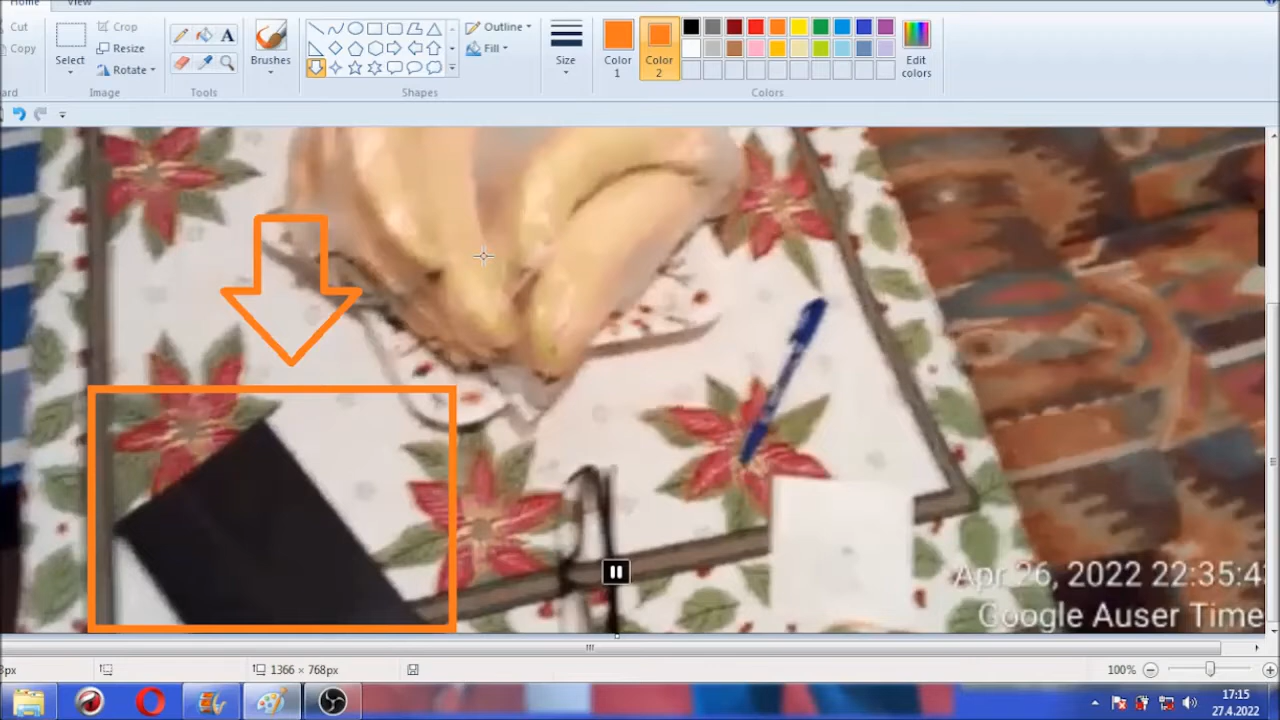 Home View
Cut
Copy
ard
Select
Crop
Resize
Rotate
Image
A
Tools
Brushes
Outline
Fill
Shapes
Size
Color
1
Color
2
Edit
colors
Colors
Apr 26, 2022 22:35:4
Google Auser Time
1366 × 768px
100%
17:15
27.4.2022